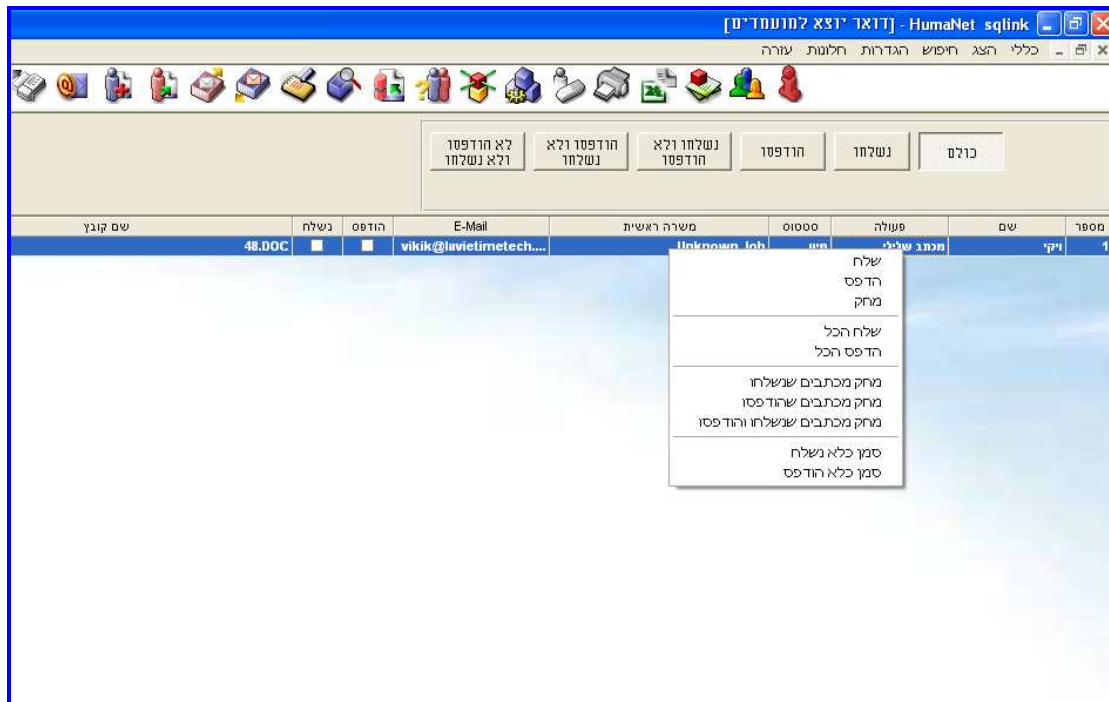 HumaNet sqlink - [דואר יוצא למועמדים]
כללי הצג חיפוש הגדרות חלונות עזרה
כולם
נשלחו
הודפסו
נשלחו ולא
הודפסו
הודפסו ולא
נשלחו
לא הודפסו
ולא נשלחו
מספר שם פעולה סטטוס משרה ראשית E-Mail הודפס נשלח שם קובץ
1 ויקי מכתב שלילי מיון Unknown Job vikik@lavietimetech.... 48.DOC
שלח
הדפס
מחק
שלח הכל
הדפס הכל
מחק מכתבים שנשלחו
מחק מכתבים שהודפסו
מחק מכתבים שנשלחו והודפסו
סמן כלא נשלח
סמן כלא הודפס